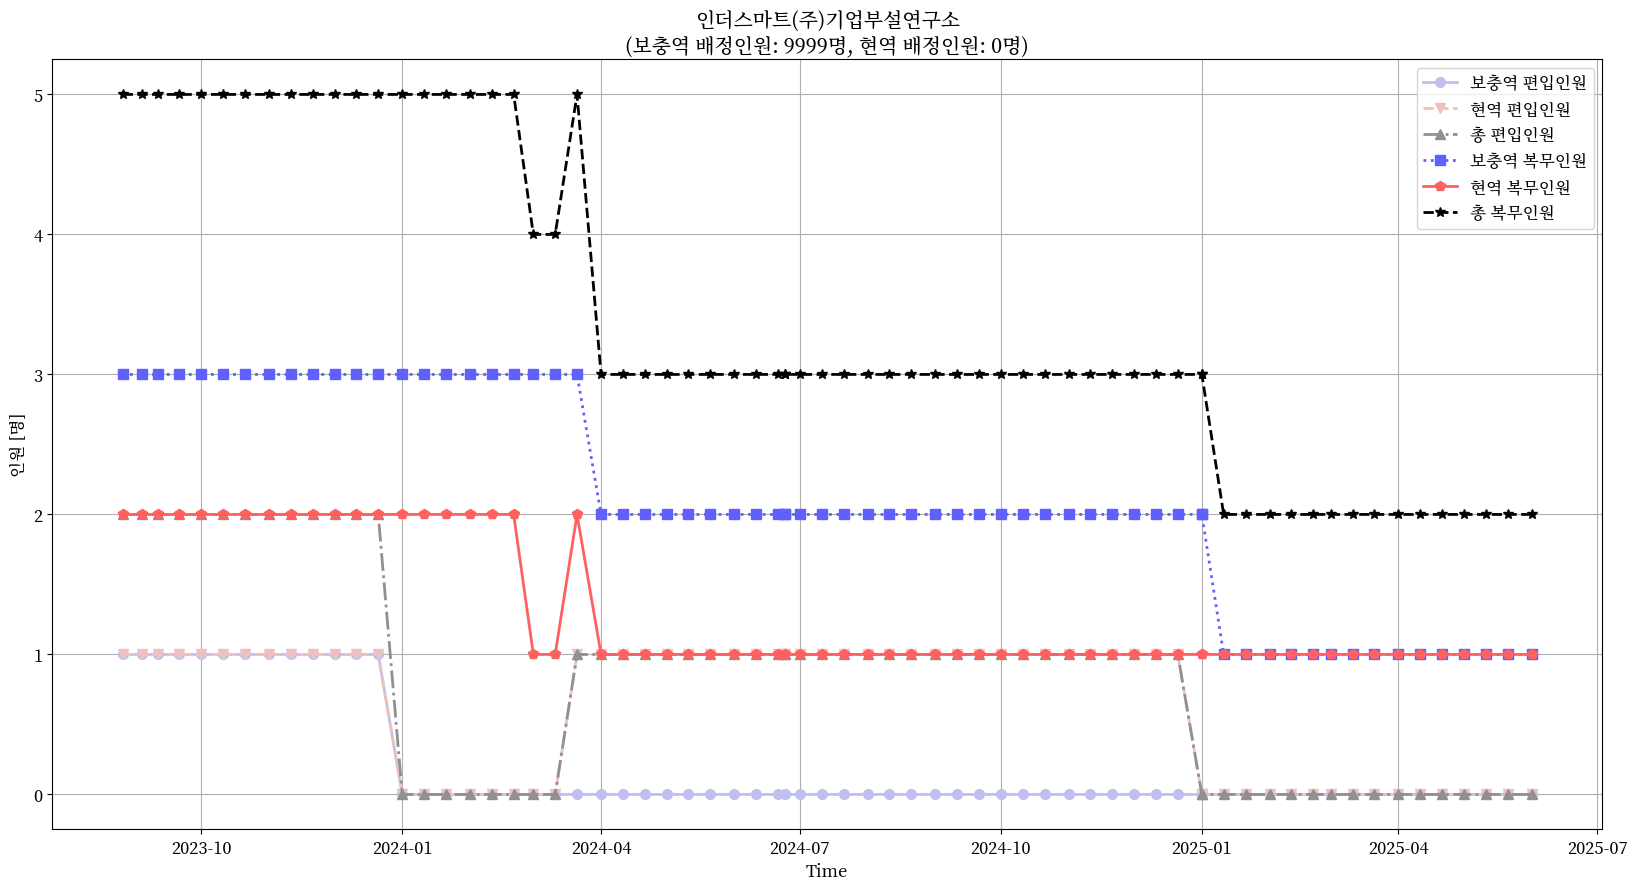 인더스마트(주)기업부설연구소
(보충역 배정인원: 9999명, 현역 배정인원: 0명)
보충역 편입인원
현역 편입인원
총 편입인원
보충역 복무인원
현역 복무인원
총 복무인원
인원 [명]
5
4
3
2
1
0
2023-10
2024-01
2024-04
2024-07
2024-10
2025-01
2025-04
2025-07
Time